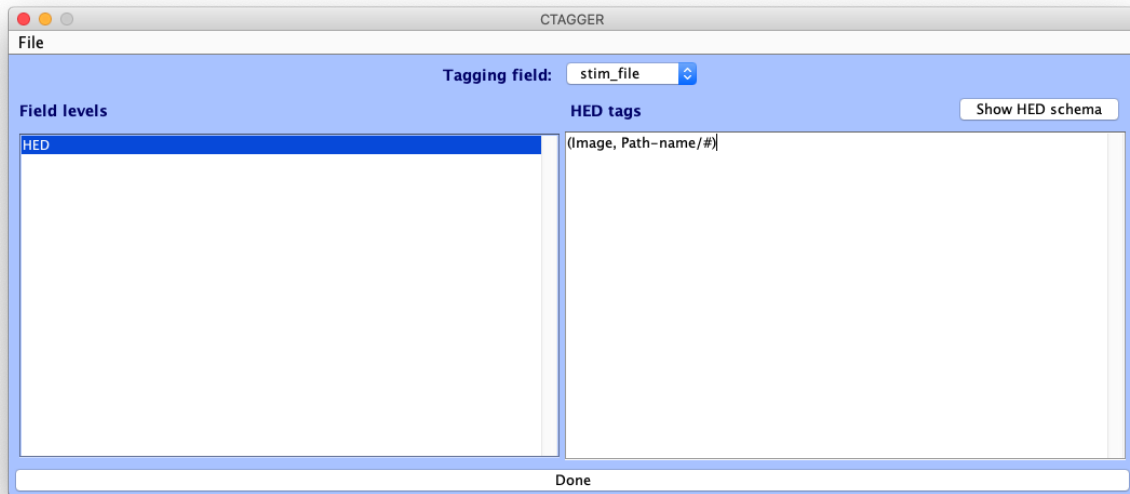 CTAGGER
File
Tagging field: stim_file
Field levels
HED tags
Show HED schema
HED
(Image, Path-name/#)
Done